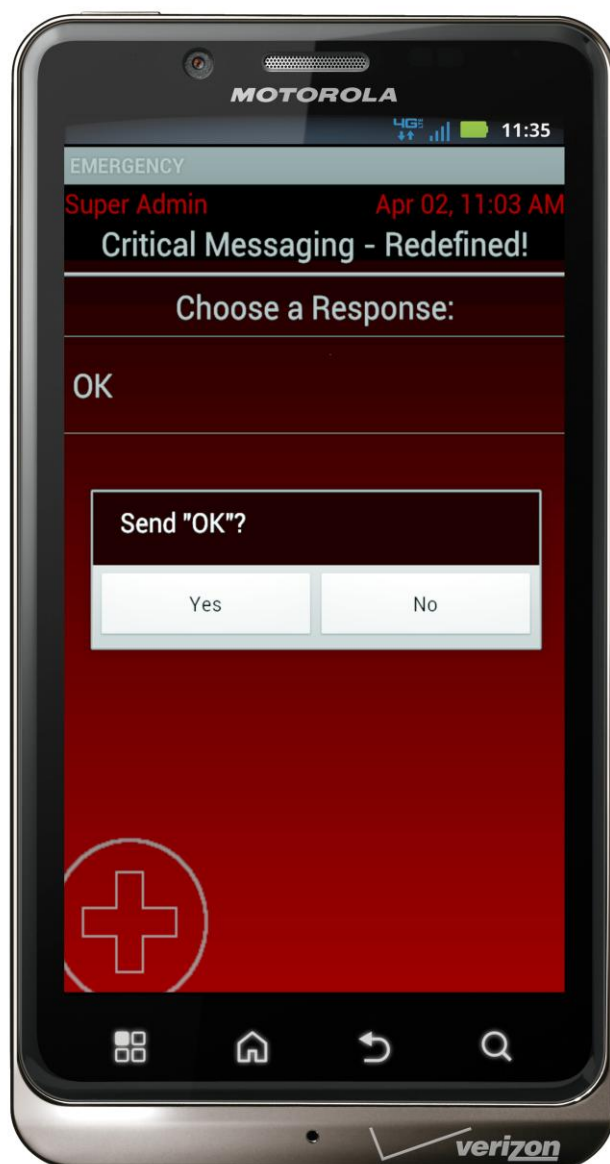 MOTOROLA
4G 11:35
EMERGENCY
Super Admin Apr 02, 11:03 AM
Critical Messaging - Redefined!
Choose a Response:
OK
Send "OK"?
Yes No
verizon